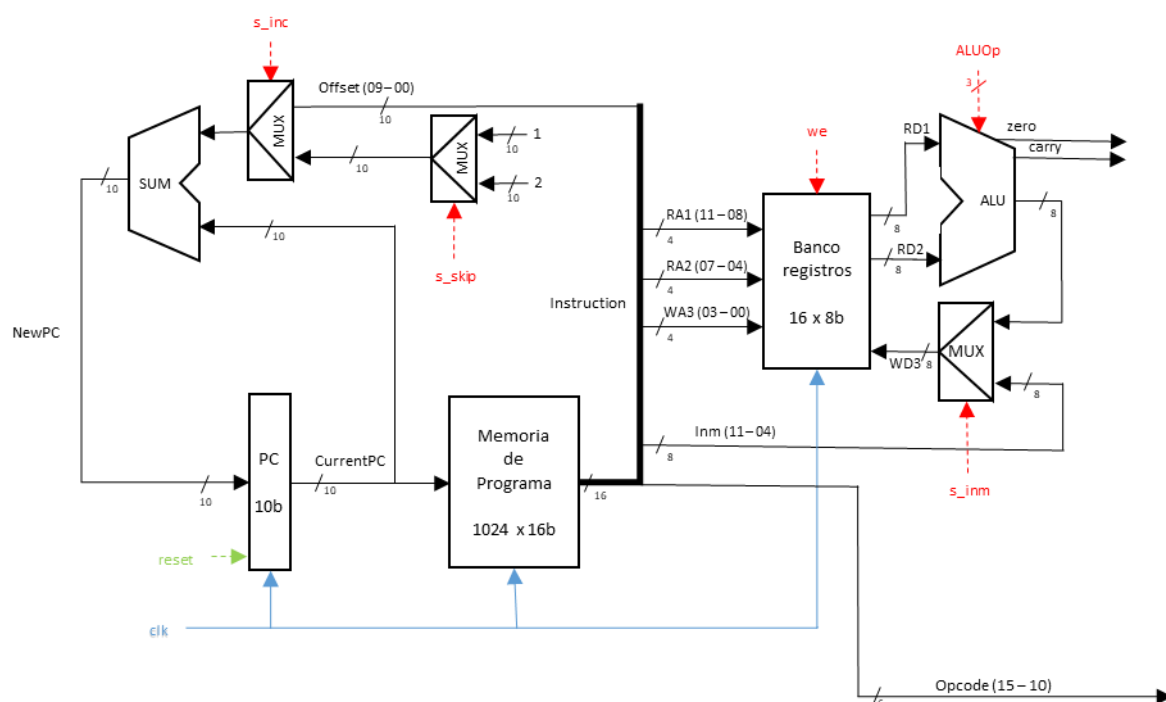 s_inc
ALUOp
3
Offset (09–00)
10
zero
carry
MUX
MUX
1
10
2
10
10
we
RD1
8
SUM
10
ALU
8
RA1 (11–08)
4
Banco
registros
16 x 8b
RD2
8
10
s_skip
RA2 (07–04)
4
Instruction
WA3 (03–00)
4
NewPC
MUX
WD3
8
8
Inm (11–04)
8
s_inm
PC
10b
CurrentPC
10
10
Memoria
de
Programa
1024 x 16b
16
reset
clk
Opcode (15–10)